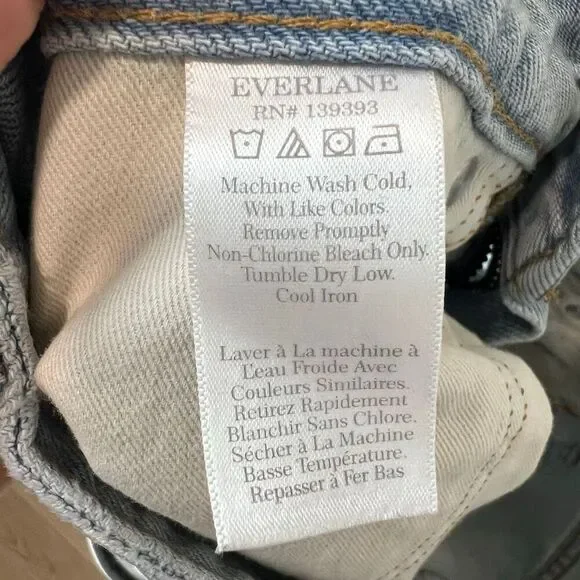 EVERLANE
RN# 139393
Machine Wash Cold,
With Like Colors.
Remove Promptly
Non-Chlorine Bleach Only.
Tumble Dry Low.
Cool Iron
Laver à La machine à
L'eau Froide Avec
Couleurs Similaires.
Retirez Rapidement
Blanchir Sans Chlore.
Sécher à La Machine
Basse Température.
Repasser à Fer Bas